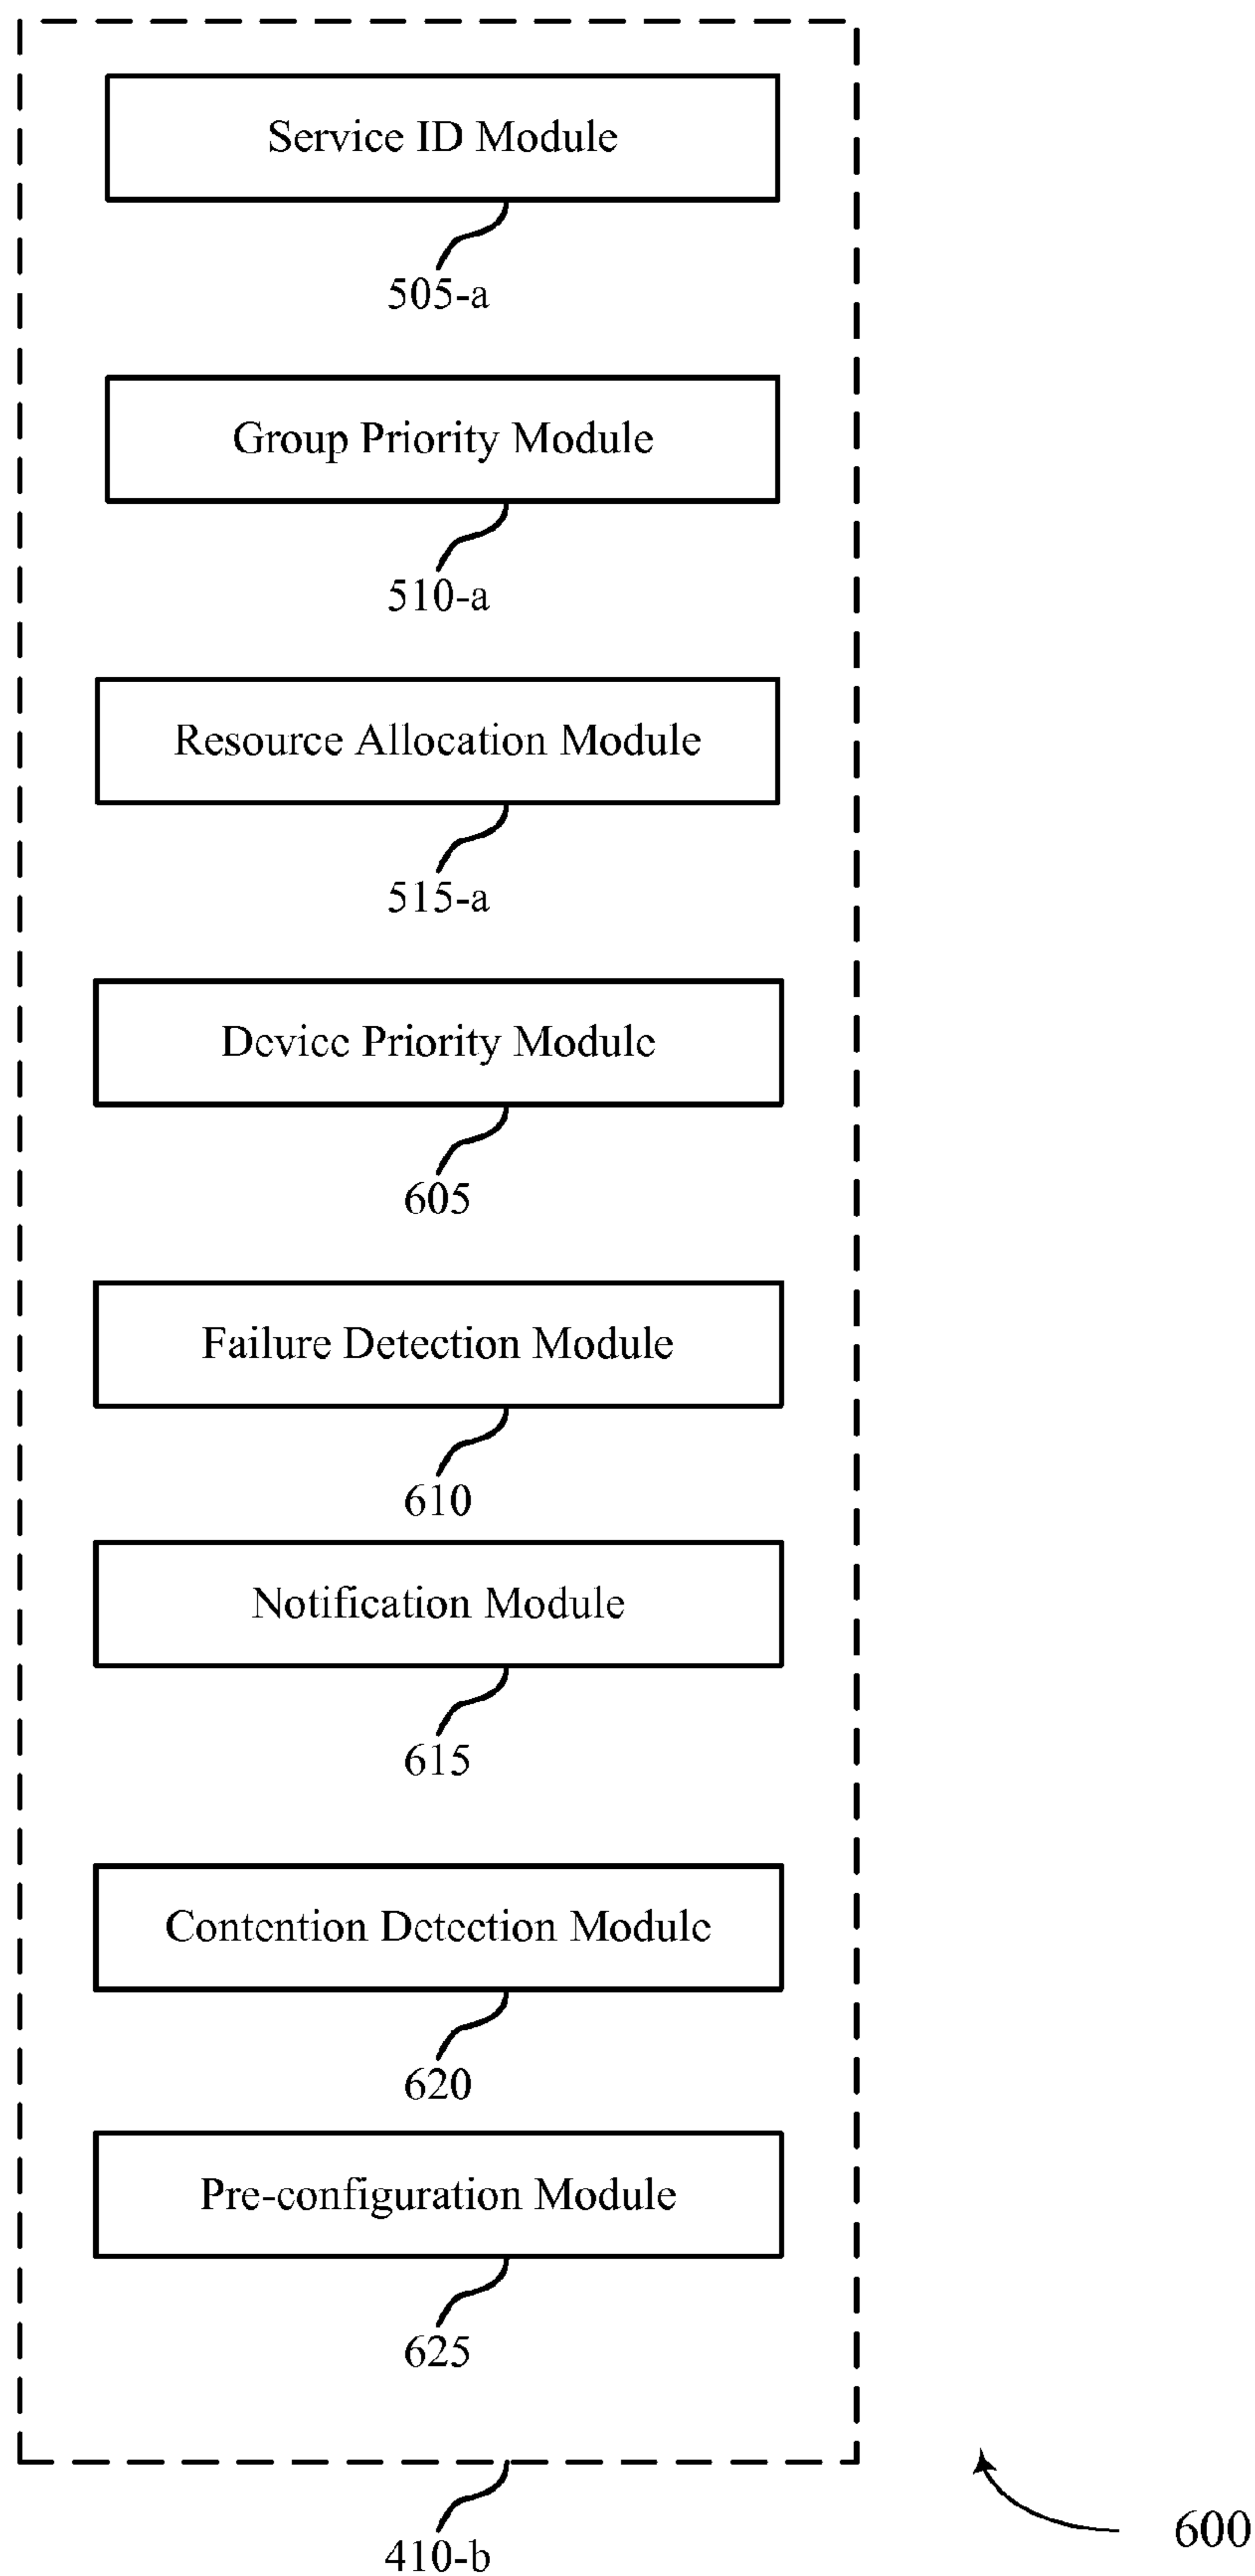 Service ID Module
505-a
Group Priority Module
510-a
Resource Allocation Module
515-a
Device Priority Module
605
Failure Detection Module
610
Notification Module
615
Contention Detection Module
620
Pre-configuration Module
625
410-b
600